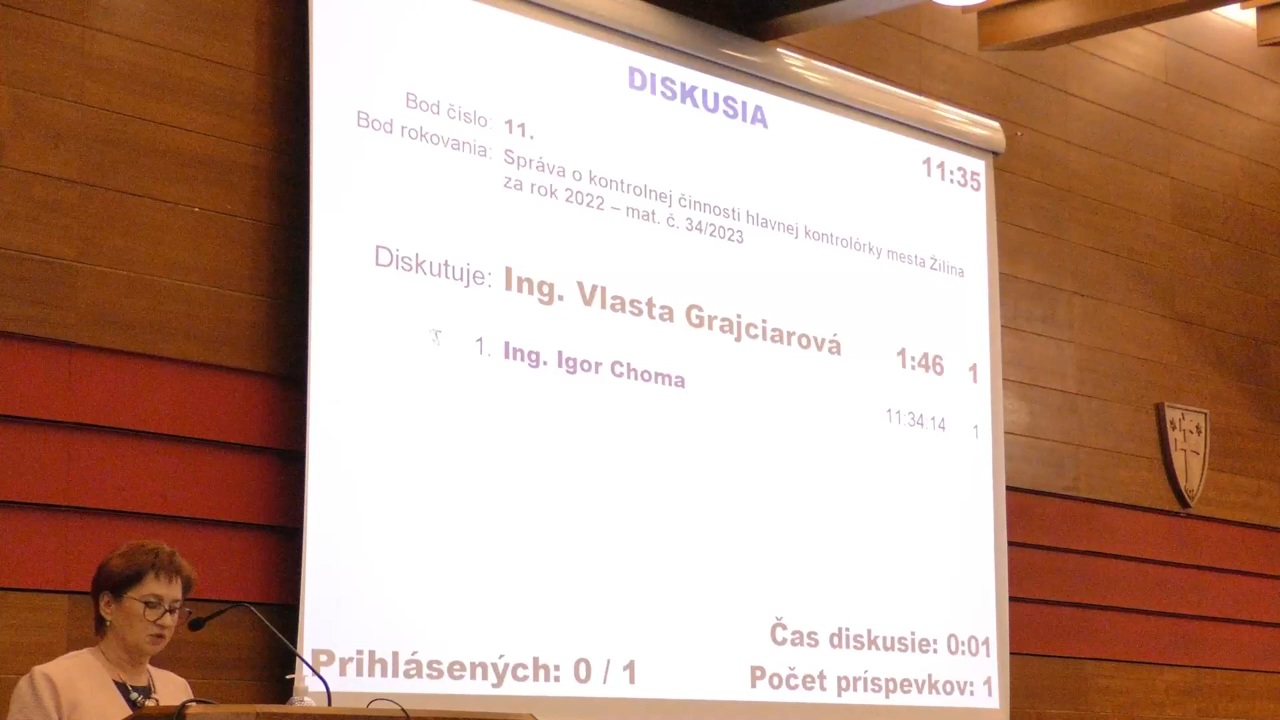 DISKUSIA
Bod číslo: 11.
11:35
Bod rokovania: Správa o kontrolnej činnosti hlavnej kontrolórky mesta Žilina
za rok 2022 – mat. č. 34/2023
Diskutuje: Ing. Vlasta Grajciarová 1:46 1
1. Ing. Igor Choma 11:34.14 1
Čas diskusie: 0:01
Prihlásených: 0 / 1
Počet príspevkov: 1